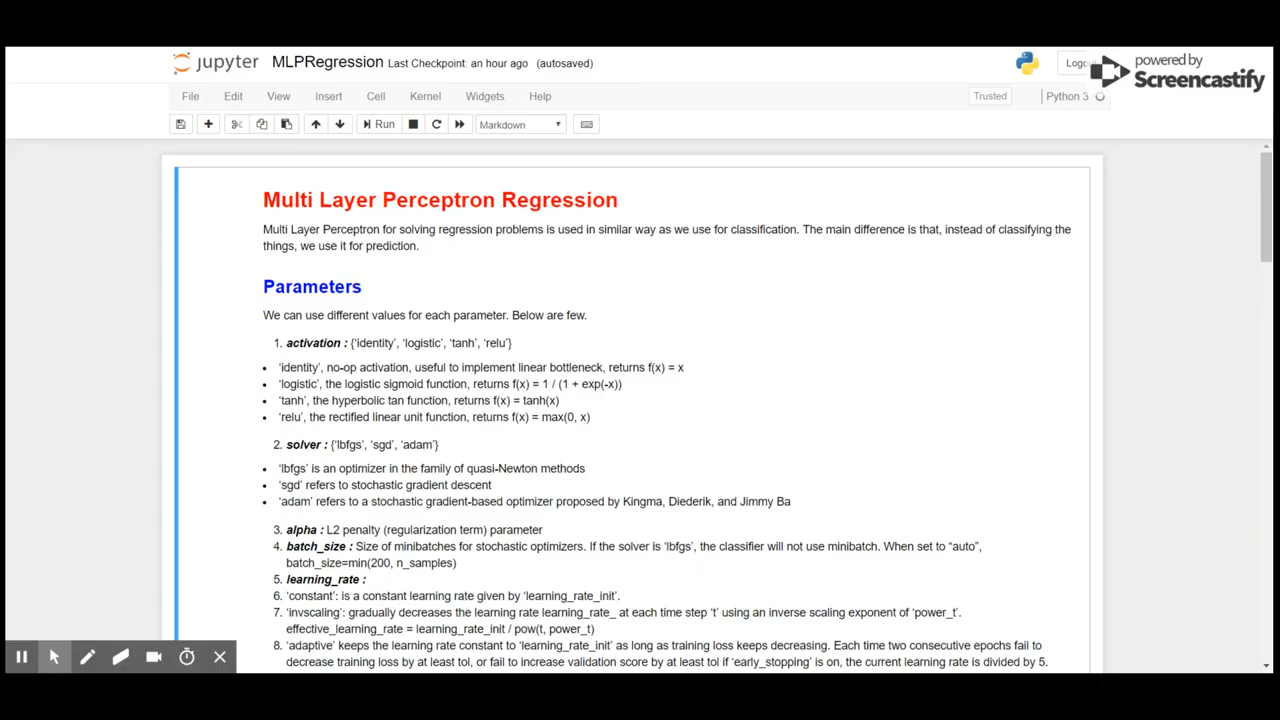 jupyter MLPRegression Last Checkpoint: an hour ago (autosaved)
powered by
Screencastify
File Edit View Insert Cell Kernel Widgets Help Trusted Python 3
Run Markdown
Multi Layer Perceptron Regression
Multi Layer Perceptron for solving regression problems is used in similar way as we use for classification. The main difference is that, instead of classifying the
things, we use it for prediction.
Parameters
We can use different values for each parameter. Below are few.
1. activation : {‘identity’, ‘logistic’, ‘tanh’, ‘relu’}
• ‘identity’, no-op activation, useful to implement linear bottleneck, returns f(x) = x
• ‘logistic’, the logistic sigmoid function, returns f(x) = 1 / (1 + exp(-x))
• ‘tanh’, the hyperbolic tan function, returns f(x) = tanh(x)
• ‘relu’, the rectified linear unit function, returns f(x) = max(0, x)
2. solver : {‘lbfgs’, ‘sgd’, ‘adam’}
• ‘lbfgs’ is an optimizer in the family of quasi-Newton methods
• ‘sgd’ refers to stochastic gradient descent
• ‘adam’ refers to a stochastic gradient-based optimizer proposed by Kingma, Diederik, and Jimmy Ba
3. alpha : L2 penalty (regularization term) parameter
4. batch_size : Size of minibatches for stochastic optimizers. If the solver is ‘lbfgs’, the classifier will not use minibatch. When set to “auto”,
batch_size=min(200, n_samples)
5. learning_rate :
6. ‘constant’: is a constant learning rate given by ‘learning_rate_init’.
7. ‘invscaling’: gradually decreases the learning rate learning_rate_ at each time step ‘t’ using an inverse scaling exponent of ‘power_t’.
effective_learning_rate = learning_rate_init / pow(t, power_t)
8. ‘adaptive’ keeps the learning rate constant to ‘learning_rate_init’ as long as training loss keeps decreasing. Each time two consecutive epochs fail to
decrease training loss by at least tol, or fail to increase validation score by at least tol if ‘early_stopping’ is on, the current learning rate is divided by 5.